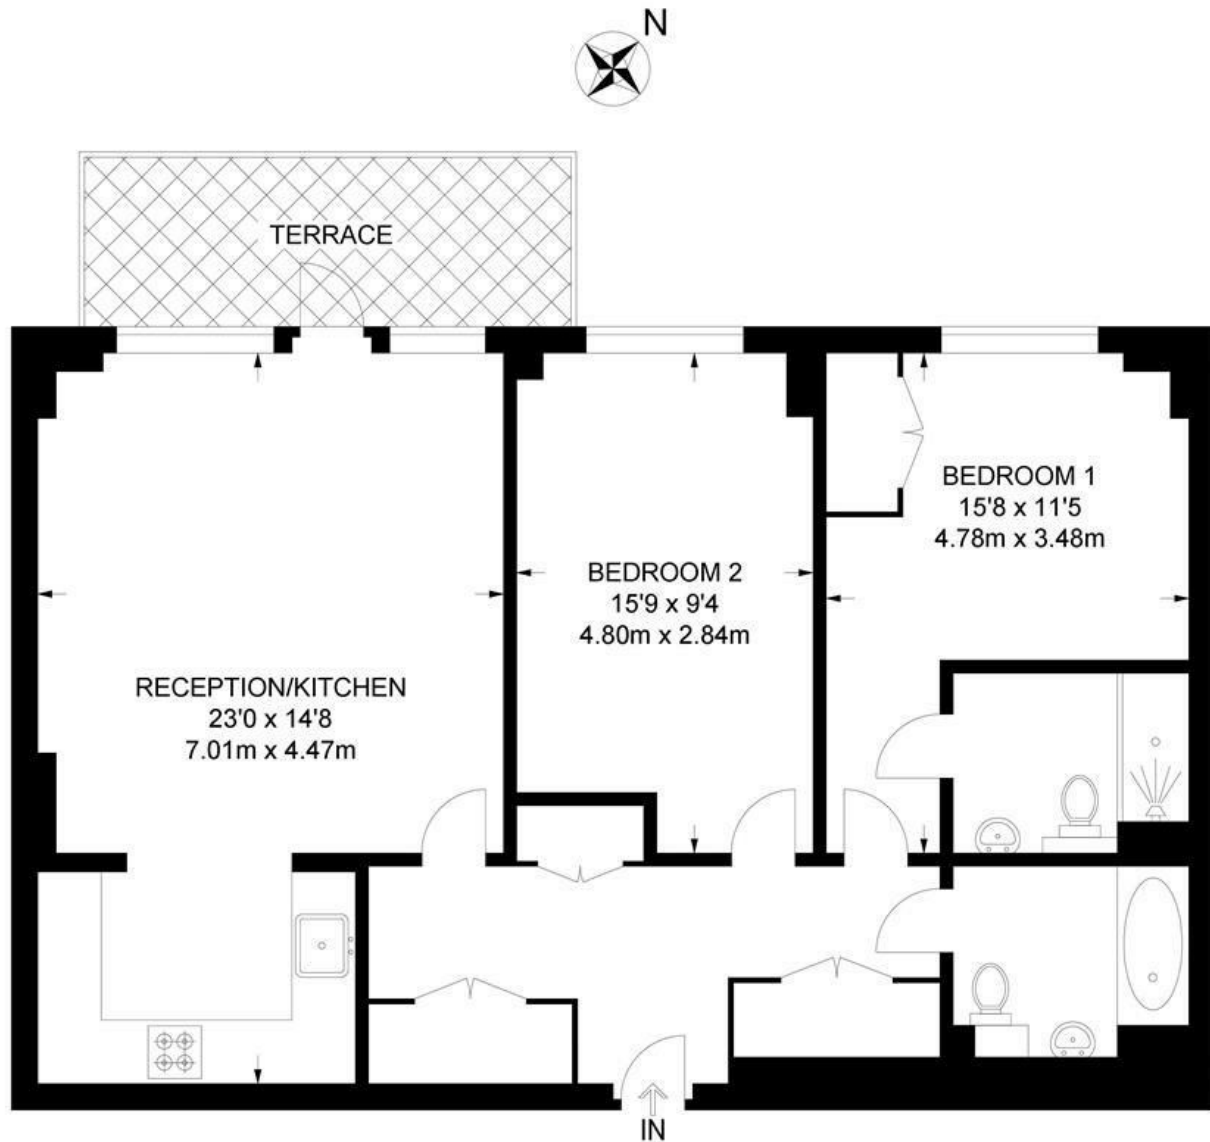 N
TERRACE
BEDROOM 1
15'8 x 11'5
4.78m x 3.48m
BEDROOM 2
15'9 x 9'4
4.80m x 2.84m
RECEPTION/KITCHEN
23'0 x 14'8
7.01m x 4.47m
IN